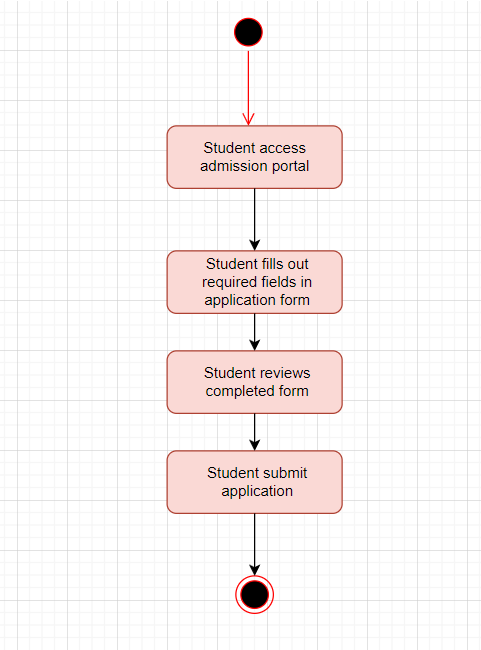 Student access
admission portal
Student fills out
required fields in
application form
Student reviews
completed form
Student submit
application